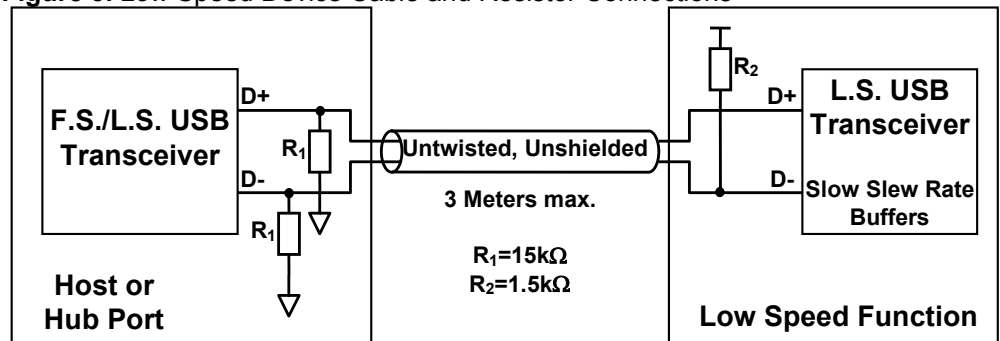 Figure 3. Low Speed Device Cable and Resistor Connections
F.S./L.S. USB
Transceiver
D+
D-
R1
R1
Host or
Hub Port
Untwisted, Unshielded
3 Meters max.
R1=15kΩ
R2=1.5kΩ
R2
D+
D-
L.S. USB
Transceiver
Slow Slew Rate
Buffers
Low Speed Function